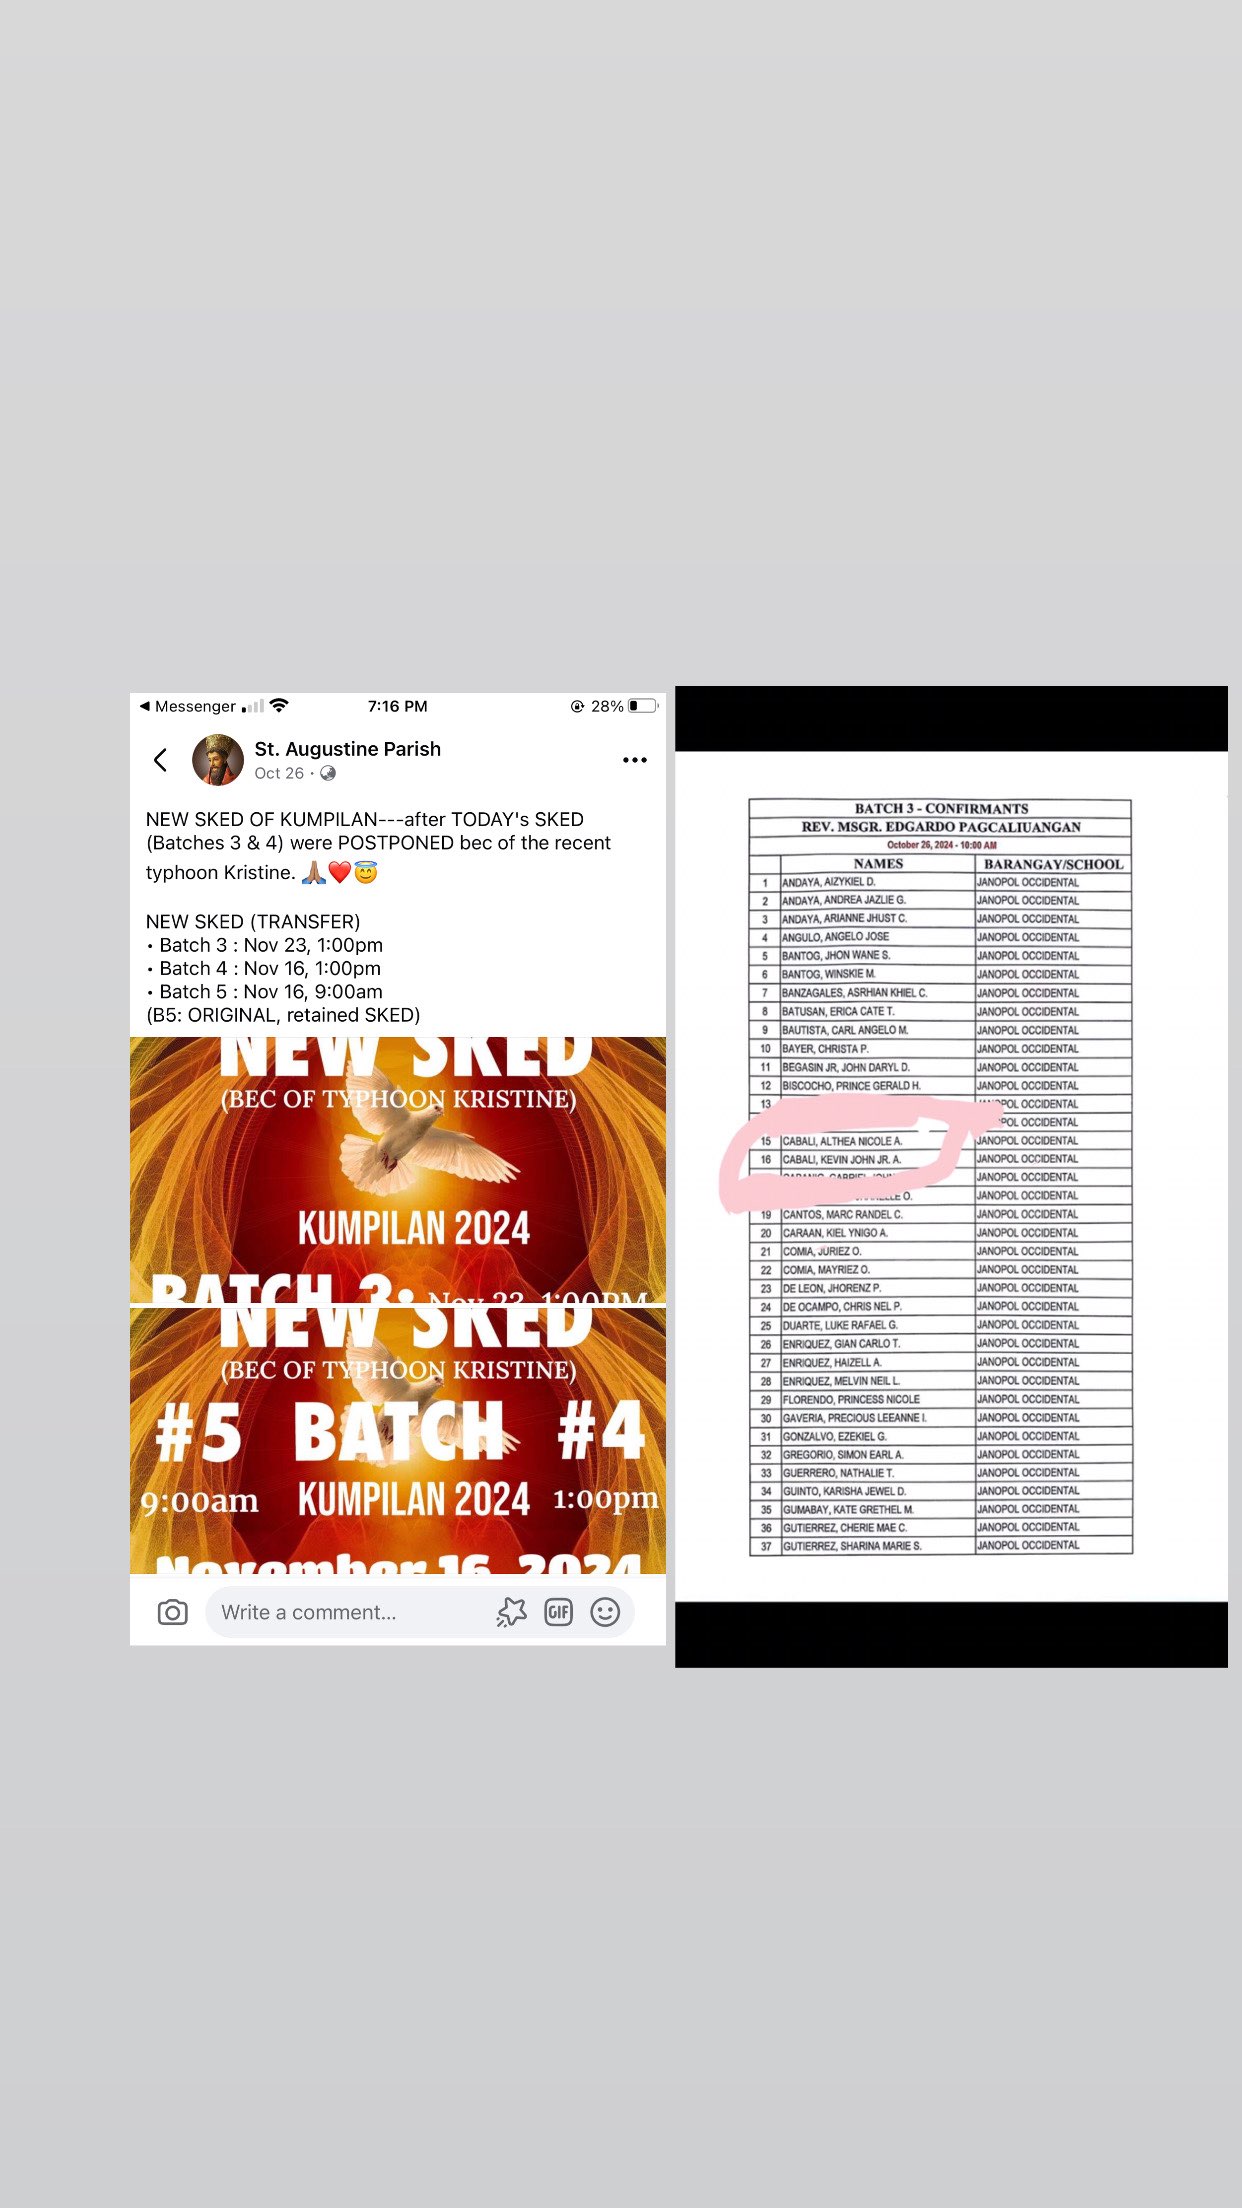 Messenger
7:16 PM
28%
St. Augustine Parish
Oct 26 ·
NEW SKED OF KUMPILAN---after TODAY's SKED
(Batches 3 & 4) were POSTPONED bec of the recent
typhoon Kristine. 🙏🏽❤️😇
NEW SKED (TRANSFER)
• Batch 3 : Nov 23, 1:00pm
• Batch 4 : Nov 16, 1:00pm
• Batch 5 : Nov 16, 9:00am
(B5: ORIGINAL, retained SKED)
NEW SKED
(BEC OF TYPHOON KRISTINE)
KUMPILAN 2024
BATCH 3: Nov 23, 1:00PM
NEW SKED
(BEC OF TYPHOON KRISTINE)
#5 BATCH #4
9:00am KUMPILAN 2024 1:00pm
November 16, 2024
Write a comment...
GIF
BATCH 3 - CONFIRMANTS
REV. MSGR. EDGARDO PAGCALIUANGAN
October 26, 2024 - 10:00 AM
NAMES BARANGAY/SCHOOL
1 ANDAYA, AIZYKIEL D. JANOPOL OCCIDENTAL
2 ANDAYA, ANDREA JAZLIE G. JANOPOL OCCIDENTAL
3 ANDAYA, ARIANNE JHUST C. JANOPOL OCCIDENTAL
4 ANGULO, ANGELO JOSE JANOPOL OCCIDENTAL
5 BANTOG, JHON WANE S. JANOPOL OCCIDENTAL
6 BANTOG, WINSKIE M. JANOPOL OCCIDENTAL
7 BANZAGALES, ASRHIAN KHIEL C. JANOPOL OCCIDENTAL
8 BATUSAN, ERICA CATE T. JANOPOL OCCIDENTAL
9 BAUTISTA, CARL ANGELO M. JANOPOL OCCIDENTAL
10 BAYER, CHRISTA P. JANOPOL OCCIDENTAL
11 BEGASIN JR, JOHN DARYL D. JANOPOL OCCIDENTAL
12 BISCOCHO, PRINCE GERALD H. JANOPOL OCCIDENTAL
13 OCCIDENTAL
OCCIDENTAL
15 CABALI, ALTHEA NICOLE A. JANOPOL OCCIDENTAL
16 CABALI, KEVIN JOHN JR. A. JANOPOL OCCIDENTAL
JANOPOL OCCIDENTAL
O. JANOPOL OCCIDENTAL
19 CANTOS, MARC RANDEL C. JANOPOL OCCIDENTAL
20 CARAAN, KIEL YNIGO A. JANOPOL OCCIDENTAL
21 COMIA, JURIEZ O. JANOPOL OCCIDENTAL
22 COMIA, MAYRIEZ O. JANOPOL OCCIDENTAL
23 DE LEON, JHORENZ P. JANOPOL OCCIDENTAL
24 DE OCAMPO, CHRIS NEL P. JANOPOL OCCIDENTAL
25 DUARTE, LUKE RAFAEL G. JANOPOL OCCIDENTAL
26 ENRIQUEZ, GIAN CARLO T. JANOPOL OCCIDENTAL
27 ENRIQUEZ, HAIZELL A. JANOPOL OCCIDENTAL
28 ENRIQUEZ, MELVIN NEIL L. JANOPOL OCCIDENTAL
29 FLORENDO, PRINCESS NICOLE JANOPOL OCCIDENTAL
30 GAVERIA, PRECIOUS LEEANNE I. JANOPOL OCCIDENTAL
31 GONZALVO, EZEKIEL G. JANOPOL OCCIDENTAL
32 GREGORIO, SIMON EARL A. JANOPOL OCCIDENTAL
33 GUERRERO, NATHALIE T. JANOPOL OCCIDENTAL
34 GUINTO, KARISHA JEWEL D. JANOPOL OCCIDENTAL
35 GUMABAY, KATE GRETHEL M. JANOPOL OCCIDENTAL
36 GUTIERREZ, CHERIE MAE C. JANOPOL OCCIDENTAL
37 GUTIERREZ, SHARINA MARIE S. JANOPOL OCCIDENTAL